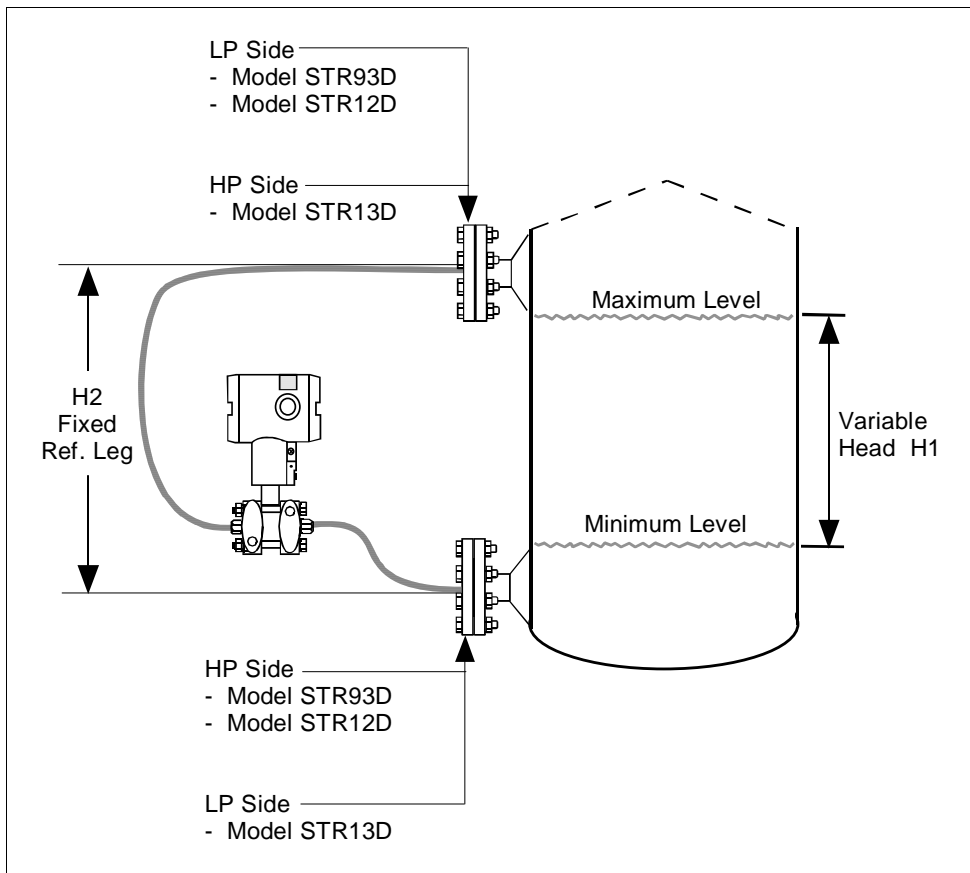 LP Side
- Model STR93D
- Model STR12D
HP Side
- Model STR13D
Maximum Level
H2
Fixed
Ref. Leg
Variable
Head H1
Minimum Level
HP Side
- Model STR93D
- Model STR12D
LP Side
- Model STR13D